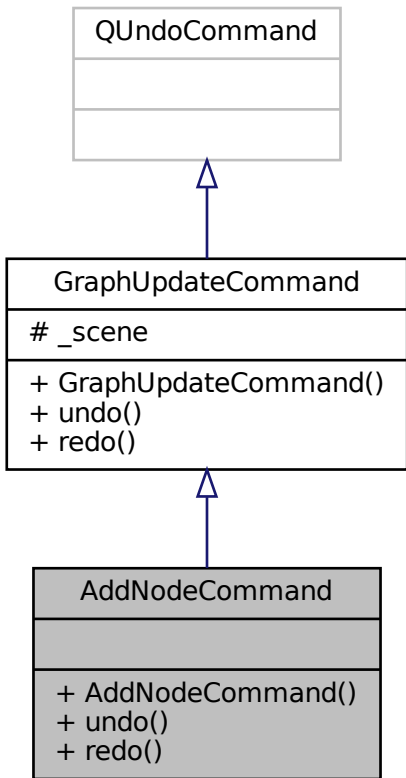 QUndoCommand
GraphUpdateCommand
# _scene
+ GraphUpdateCommand()
+ undo()
+ redo()
AddNodeCommand
+ AddNodeCommand()
+ undo()
+ redo()